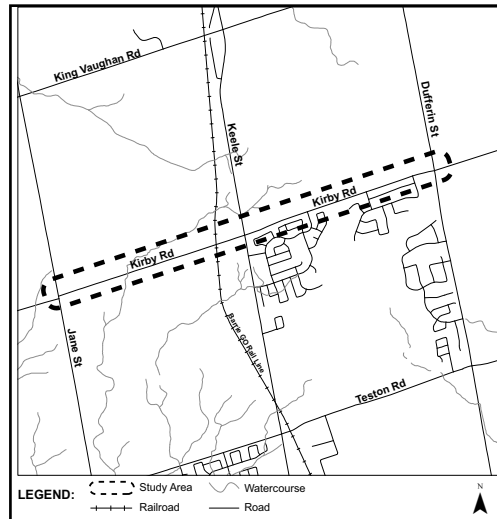 King Vaughan Rd
Keele St
Dufferin St
Kirby Rd
Kirby Rd
Jane St
Barrie GO Rail Line
Teston Rd
LEGEND:
Study Area
Watercourse
Railroad
Road
N